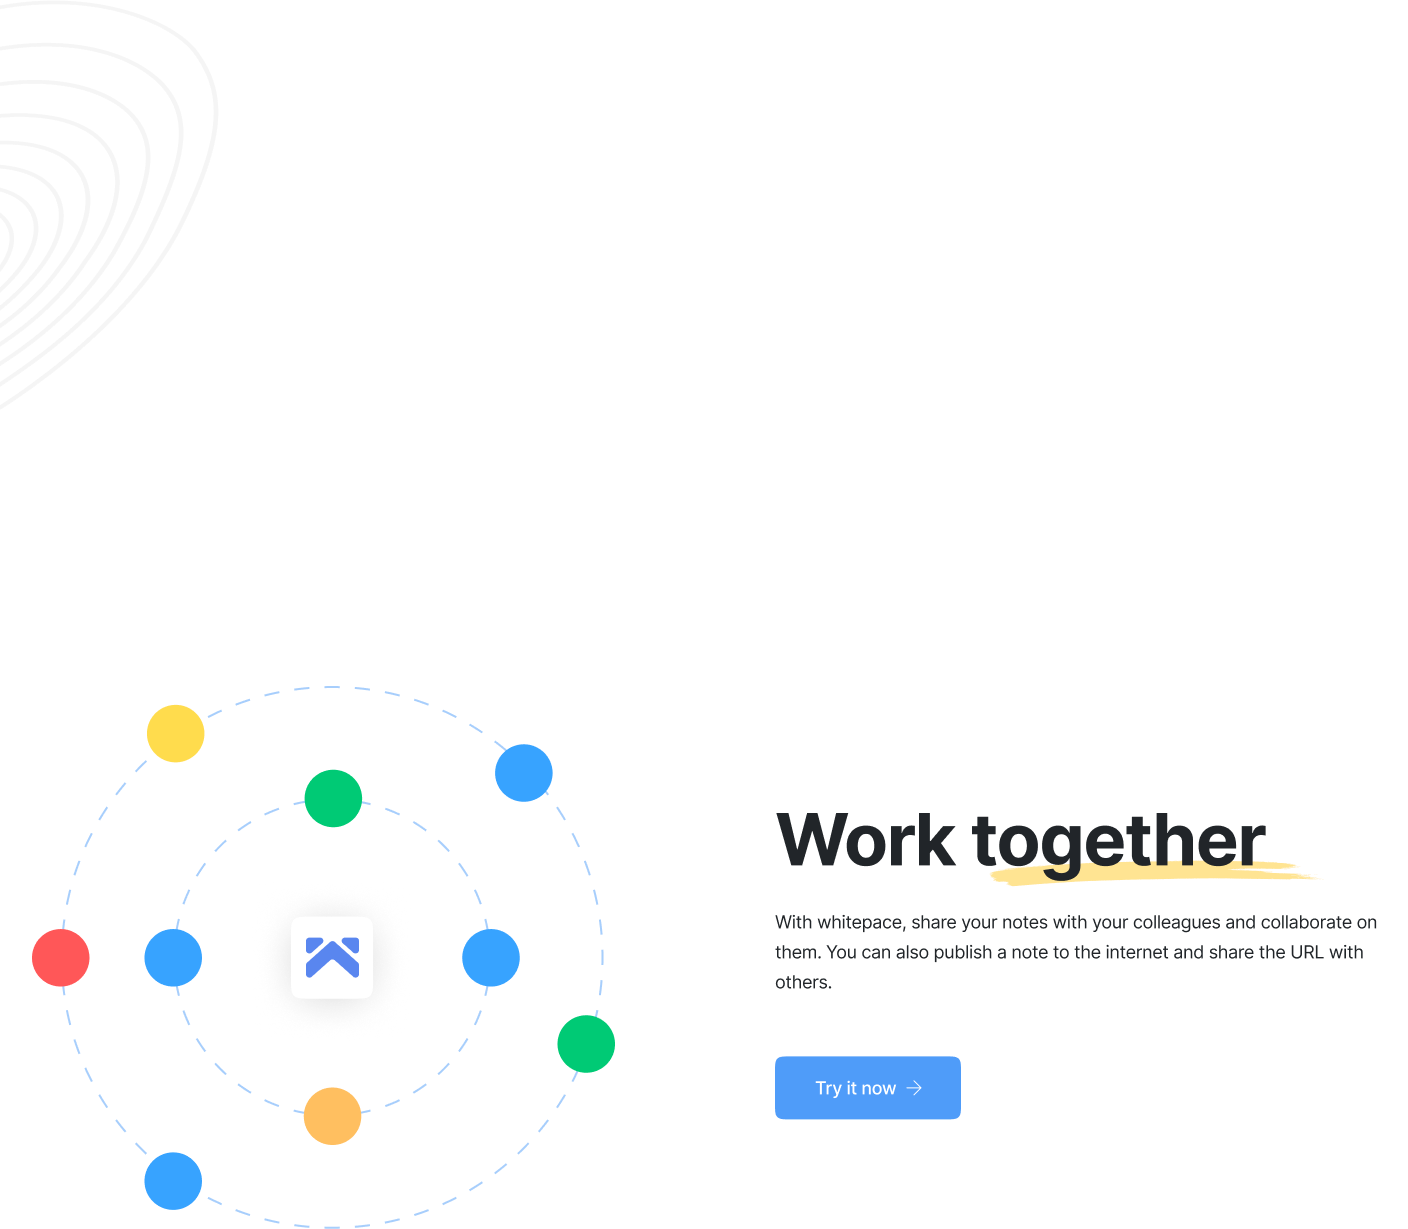 Work together
With whitepace, share your notes with your colleagues and collaborate on
them. You can also publish a note to the internet and share the URL with
others.
Try it now